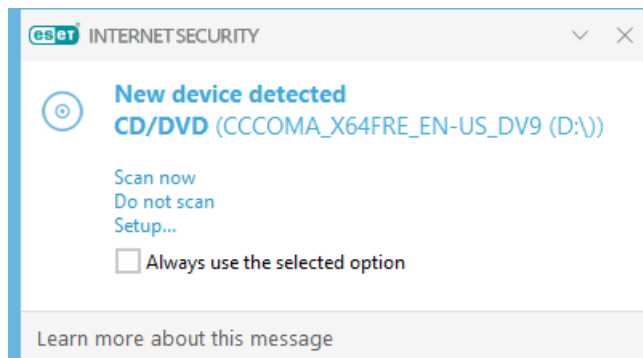 eset INTERNET SECURITY
New device detected
CD/DVD (CCCOMA_X64FRE_EN-US_DV9 (D:\))
Scan now
Do not scan
Setup...
Always use the selected option
Learn more about this message